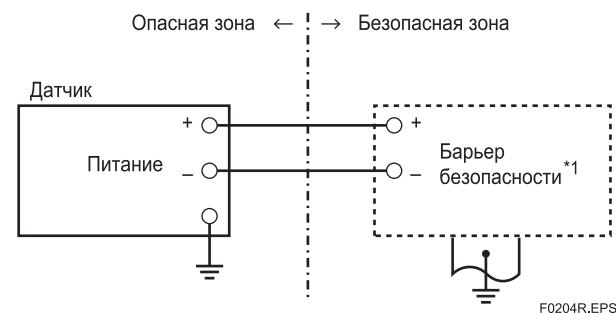 Опасная зона ← → Безопасная зона
Датчик
+ +
Питание
Барьер
безопасности*1
– –
F0204R.EPS